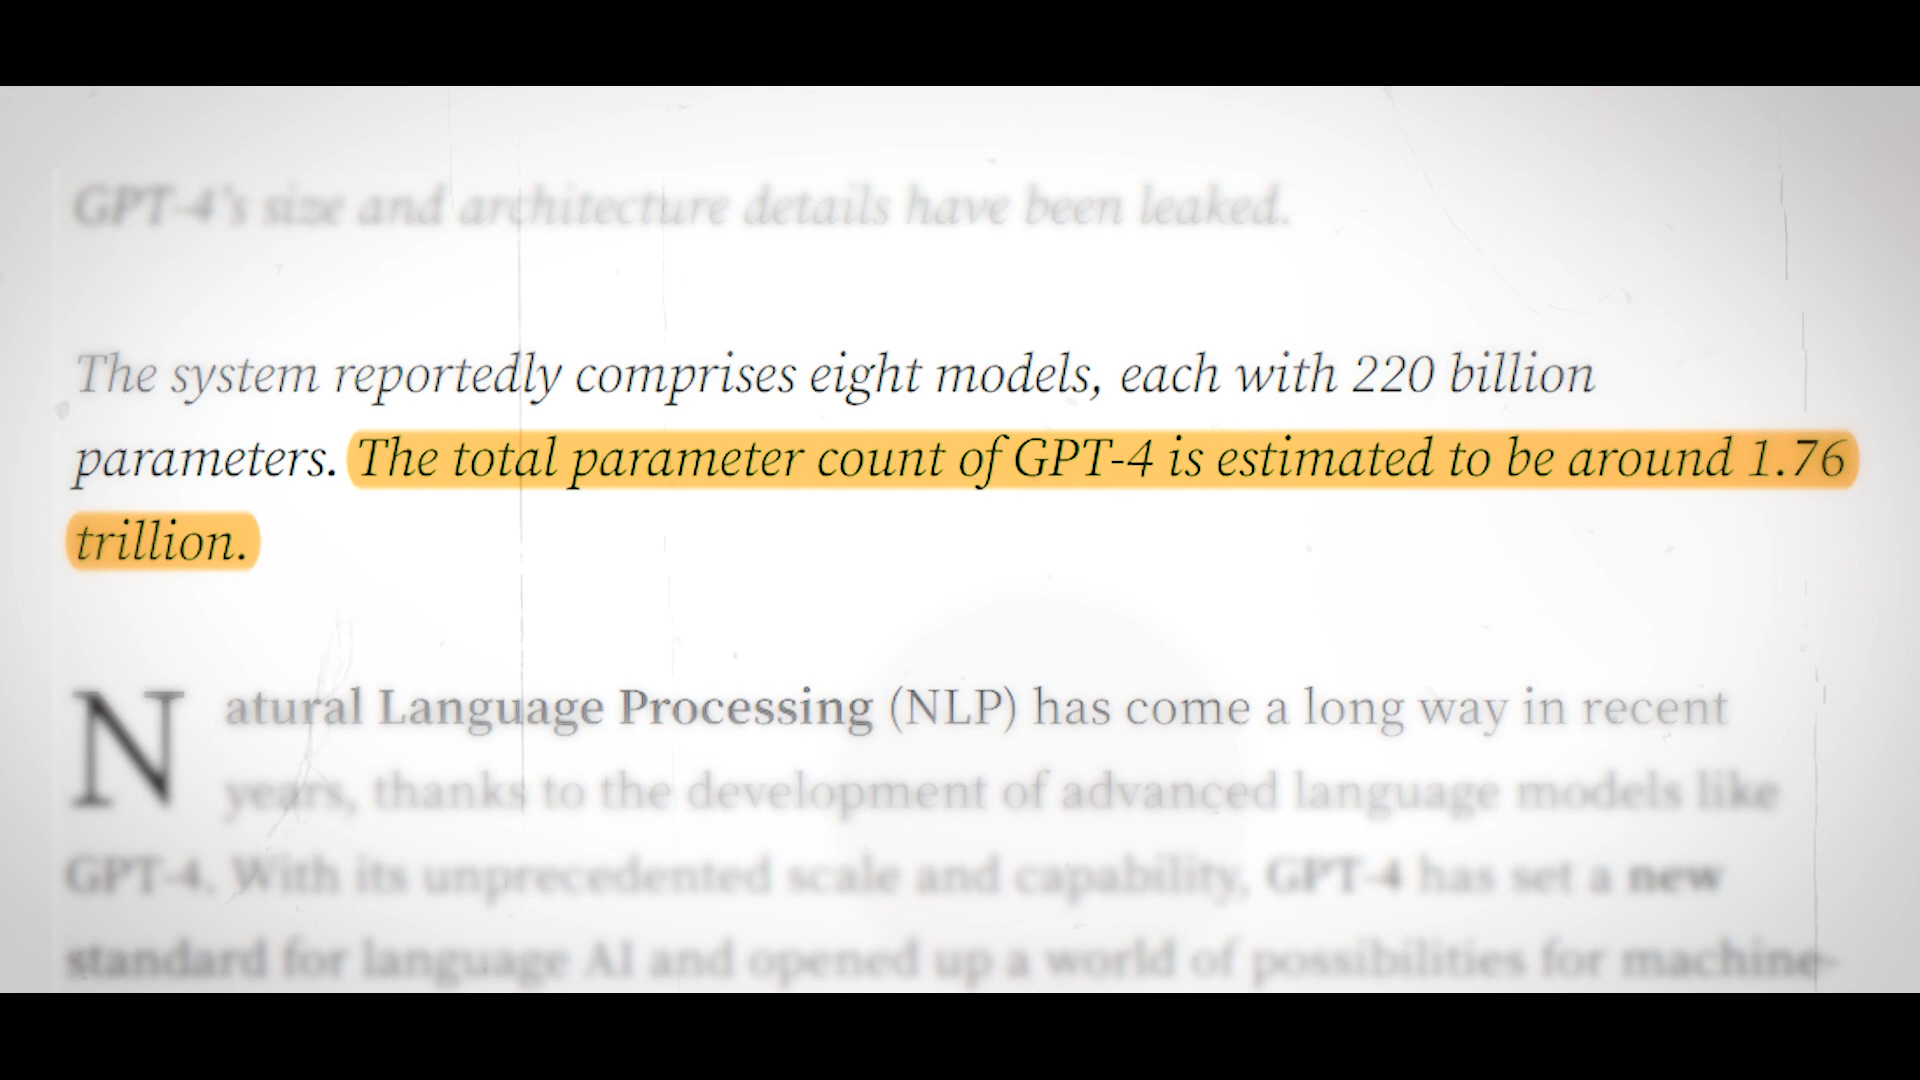 GPT-4's size and architecture details have been leaked.
The system reportedly comprises eight models, each with 220 billion
parameters. The total parameter count of GPT-4 is estimated to be around 1.76
trillion.
Natural Language Processing (NLP) has come a long way in recent
years, thanks to the development of advanced language models like
GPT-4. With its unprecedented scale and capability, GPT-4 has set a new
standard for language AI and opened up a world of possibilities for machine-